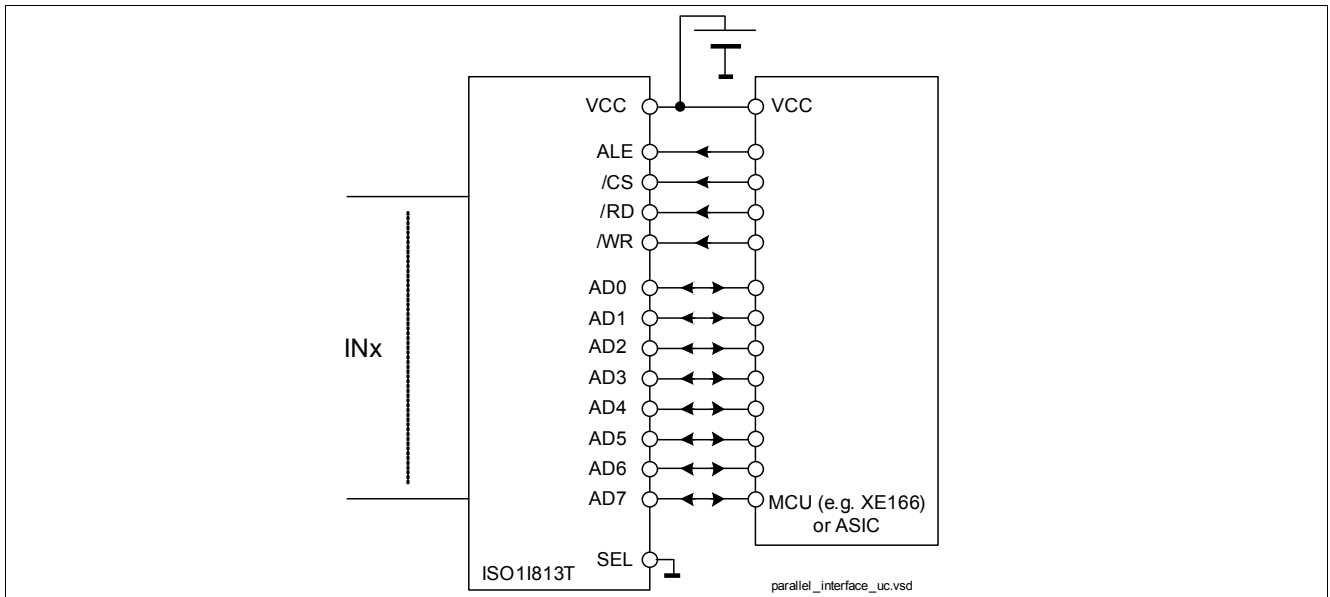 VCC
VCC
ALE
/CS
/RD
/WR
AD0
AD1
AD2
INx
AD3
AD4
AD5
AD6
AD7
MCU (e.g. XE166)
or ASIC
SEL
ISO1I813T
parallel_interface_uc.vsd